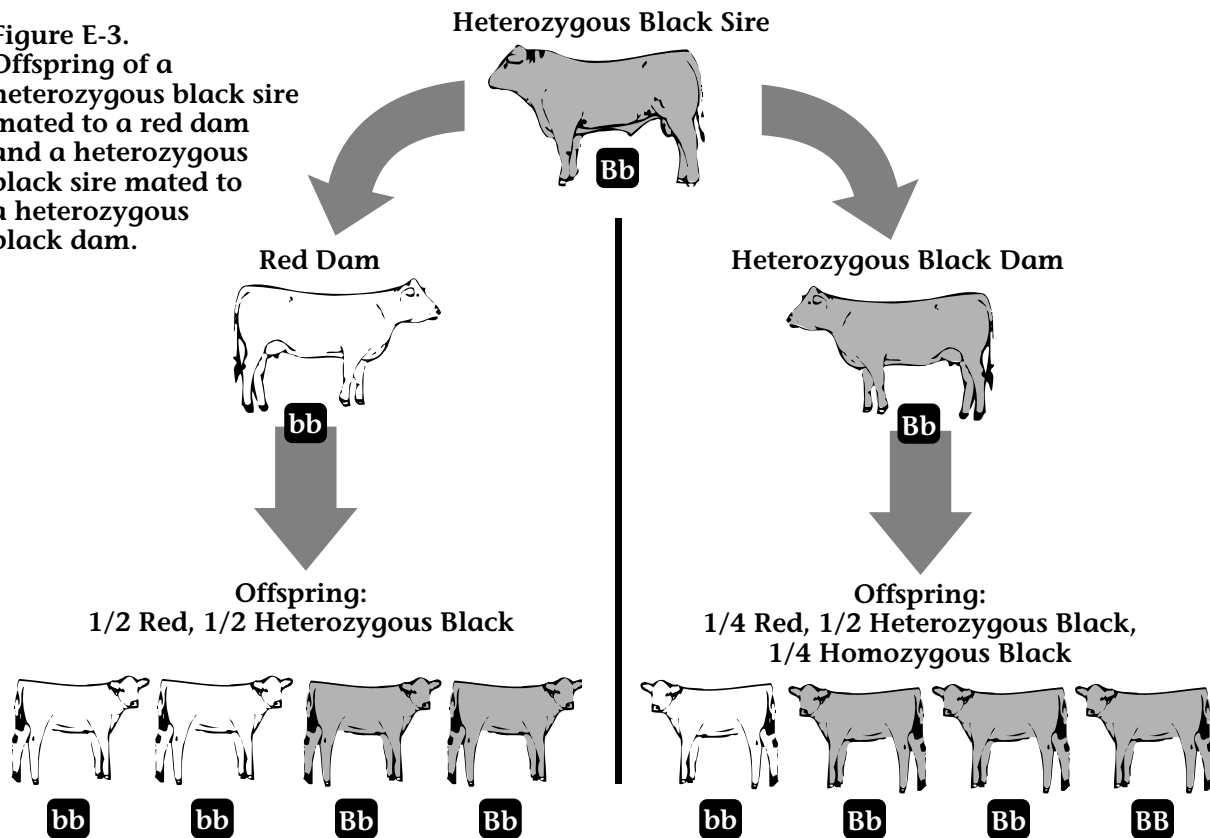 Figure E-3.
Offspring of a
heterozygous black sire
mated to a red dam
and a heterozygous
black sire mated to
a heterozygous
black dam.
Heterozygous Black Sire
Bb
Red Dam
bb
Offspring:
1/2 Red, 1/2 Heterozygous Black
bb bb Bb Bb
Heterozygous Black Dam
Bb
Offspring:
1/4 Red, 1/2 Heterozygous Black,
1/4 Homozygous Black
bb Bb Bb BB